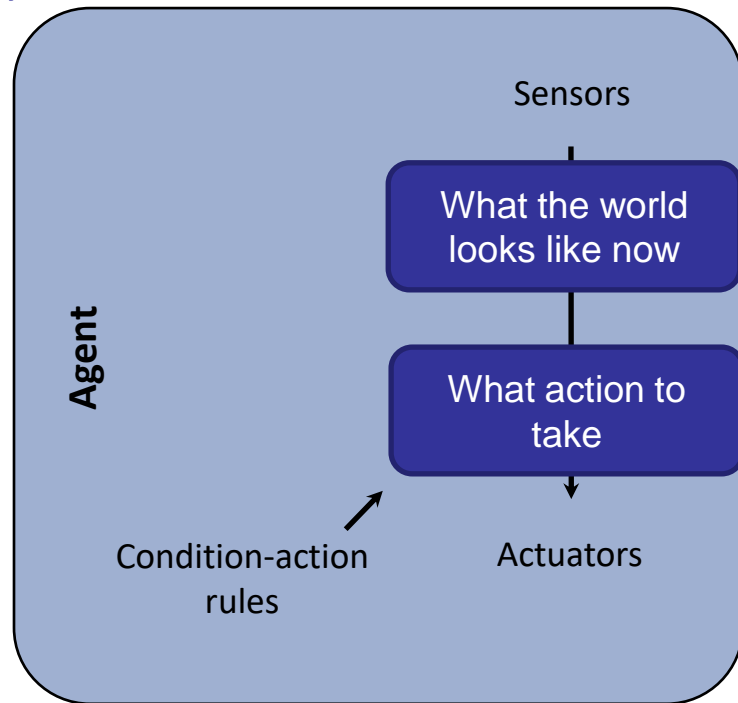 Sensors
What the world
looks like now
Agent
What action to
take
Condition-action
rules
Actuators